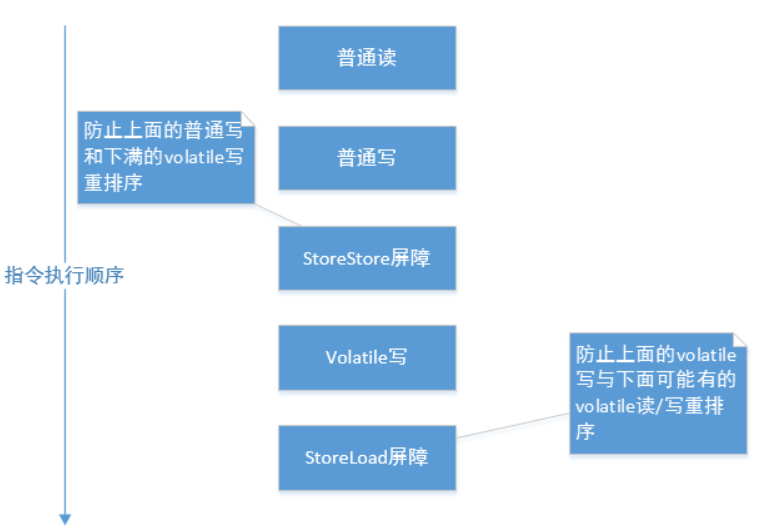 普通读
防止上面的普通写
和下满的volatile写
重排序
普通写
StoreStore屏障
指令执行顺序
Volatile写
防止上面的volatile
写与下面可能有的
volatile读/写重排
序
StoreLoad屏障